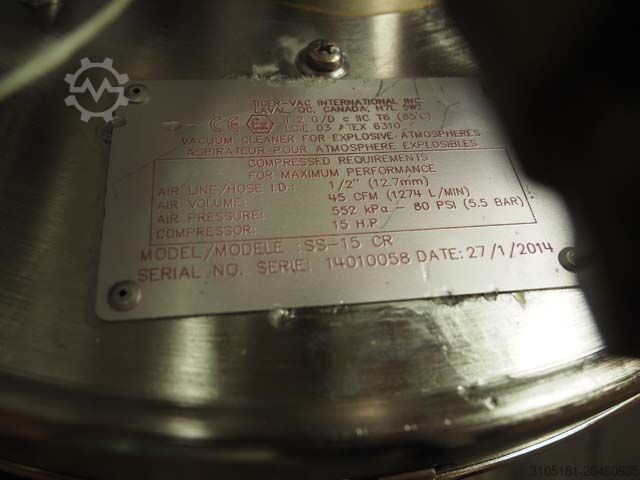 TIGER-VAC INTERNATIONAL INC.
LAVAL, QC, CANADA, H7L 5W7
CE Ex II 2 G/D c IIC T6 (85°C)
LCIE 03 ATEX 6310
VACUUM CLEANER FOR EXPLOSIVE ATMOSPHERES
ASPIRATEUR POUR ATMOSPHERE EXPLOSIBLES
COMPRESSED REQUIREMENTS
FOR MAXIMUM PERFORMANCE
AIR LINE/HOSE I.D.: 1/2" (12.7mm)
AIR VOLUME: 45 CFM (1274 L/MIN)
AIR PRESSURE: 552 kPa - 80 PSI (5.5 BAR)
COMPRESSOR: 15 H.P
MODEL/MODELE :SS-15 CR
SERIAL NO. SERIE: 14010058 DATE: 27/1/2014
3105181-20460935